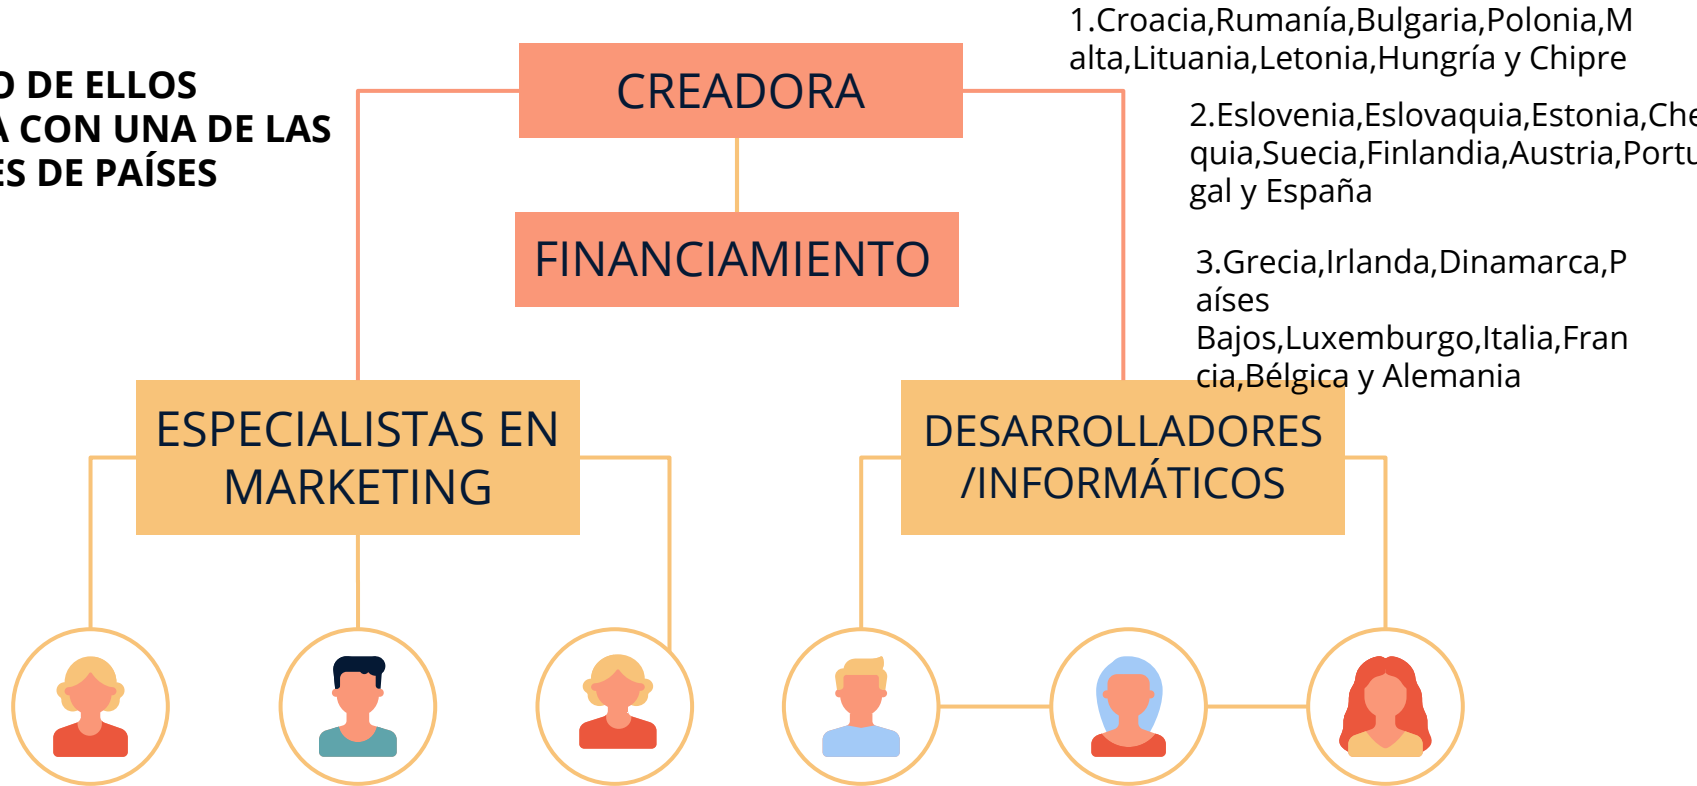 O DE ELLOS
CON UNA DE LAS
ES DE PAÍSES
CREADORA
FINANCIAMIENTO
1.Croacia,Rumanía,Bulgaria,Polonia,M
alta,Lituania,Letonia,Hungría y Chipre
2.Eslovenia,Eslovaquia,Estonia,Che
quia,Suecia,Finlandia,Austria,Portu
gal y España
3.Grecia,Irlanda,Dinamarca,P
aíses
Bajos,Luxemburgo,Italia,Fran
cia,Bélgica y Alemania
ESPECIALISTAS EN
MARKETING
DESARROLLADORES
/INFORMÁTICOS